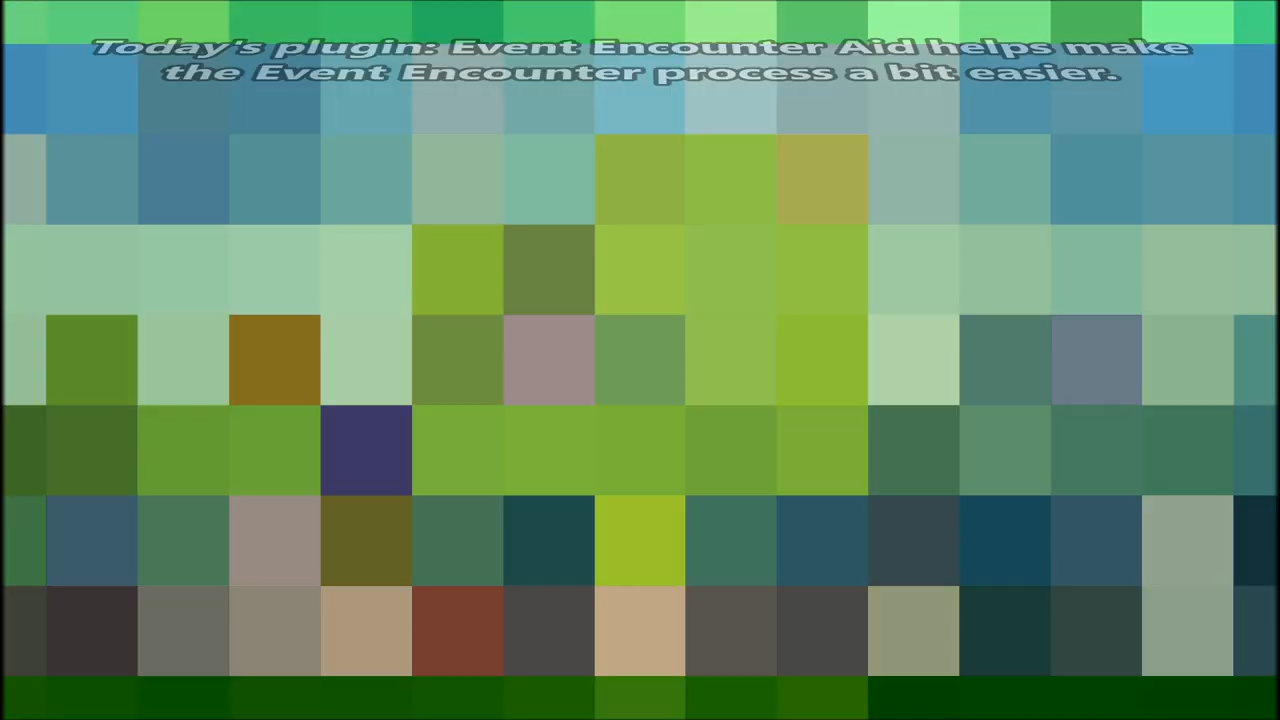 Today's plugin: Event Encounter Aid helps make
the Event Encounter process a bit easier.